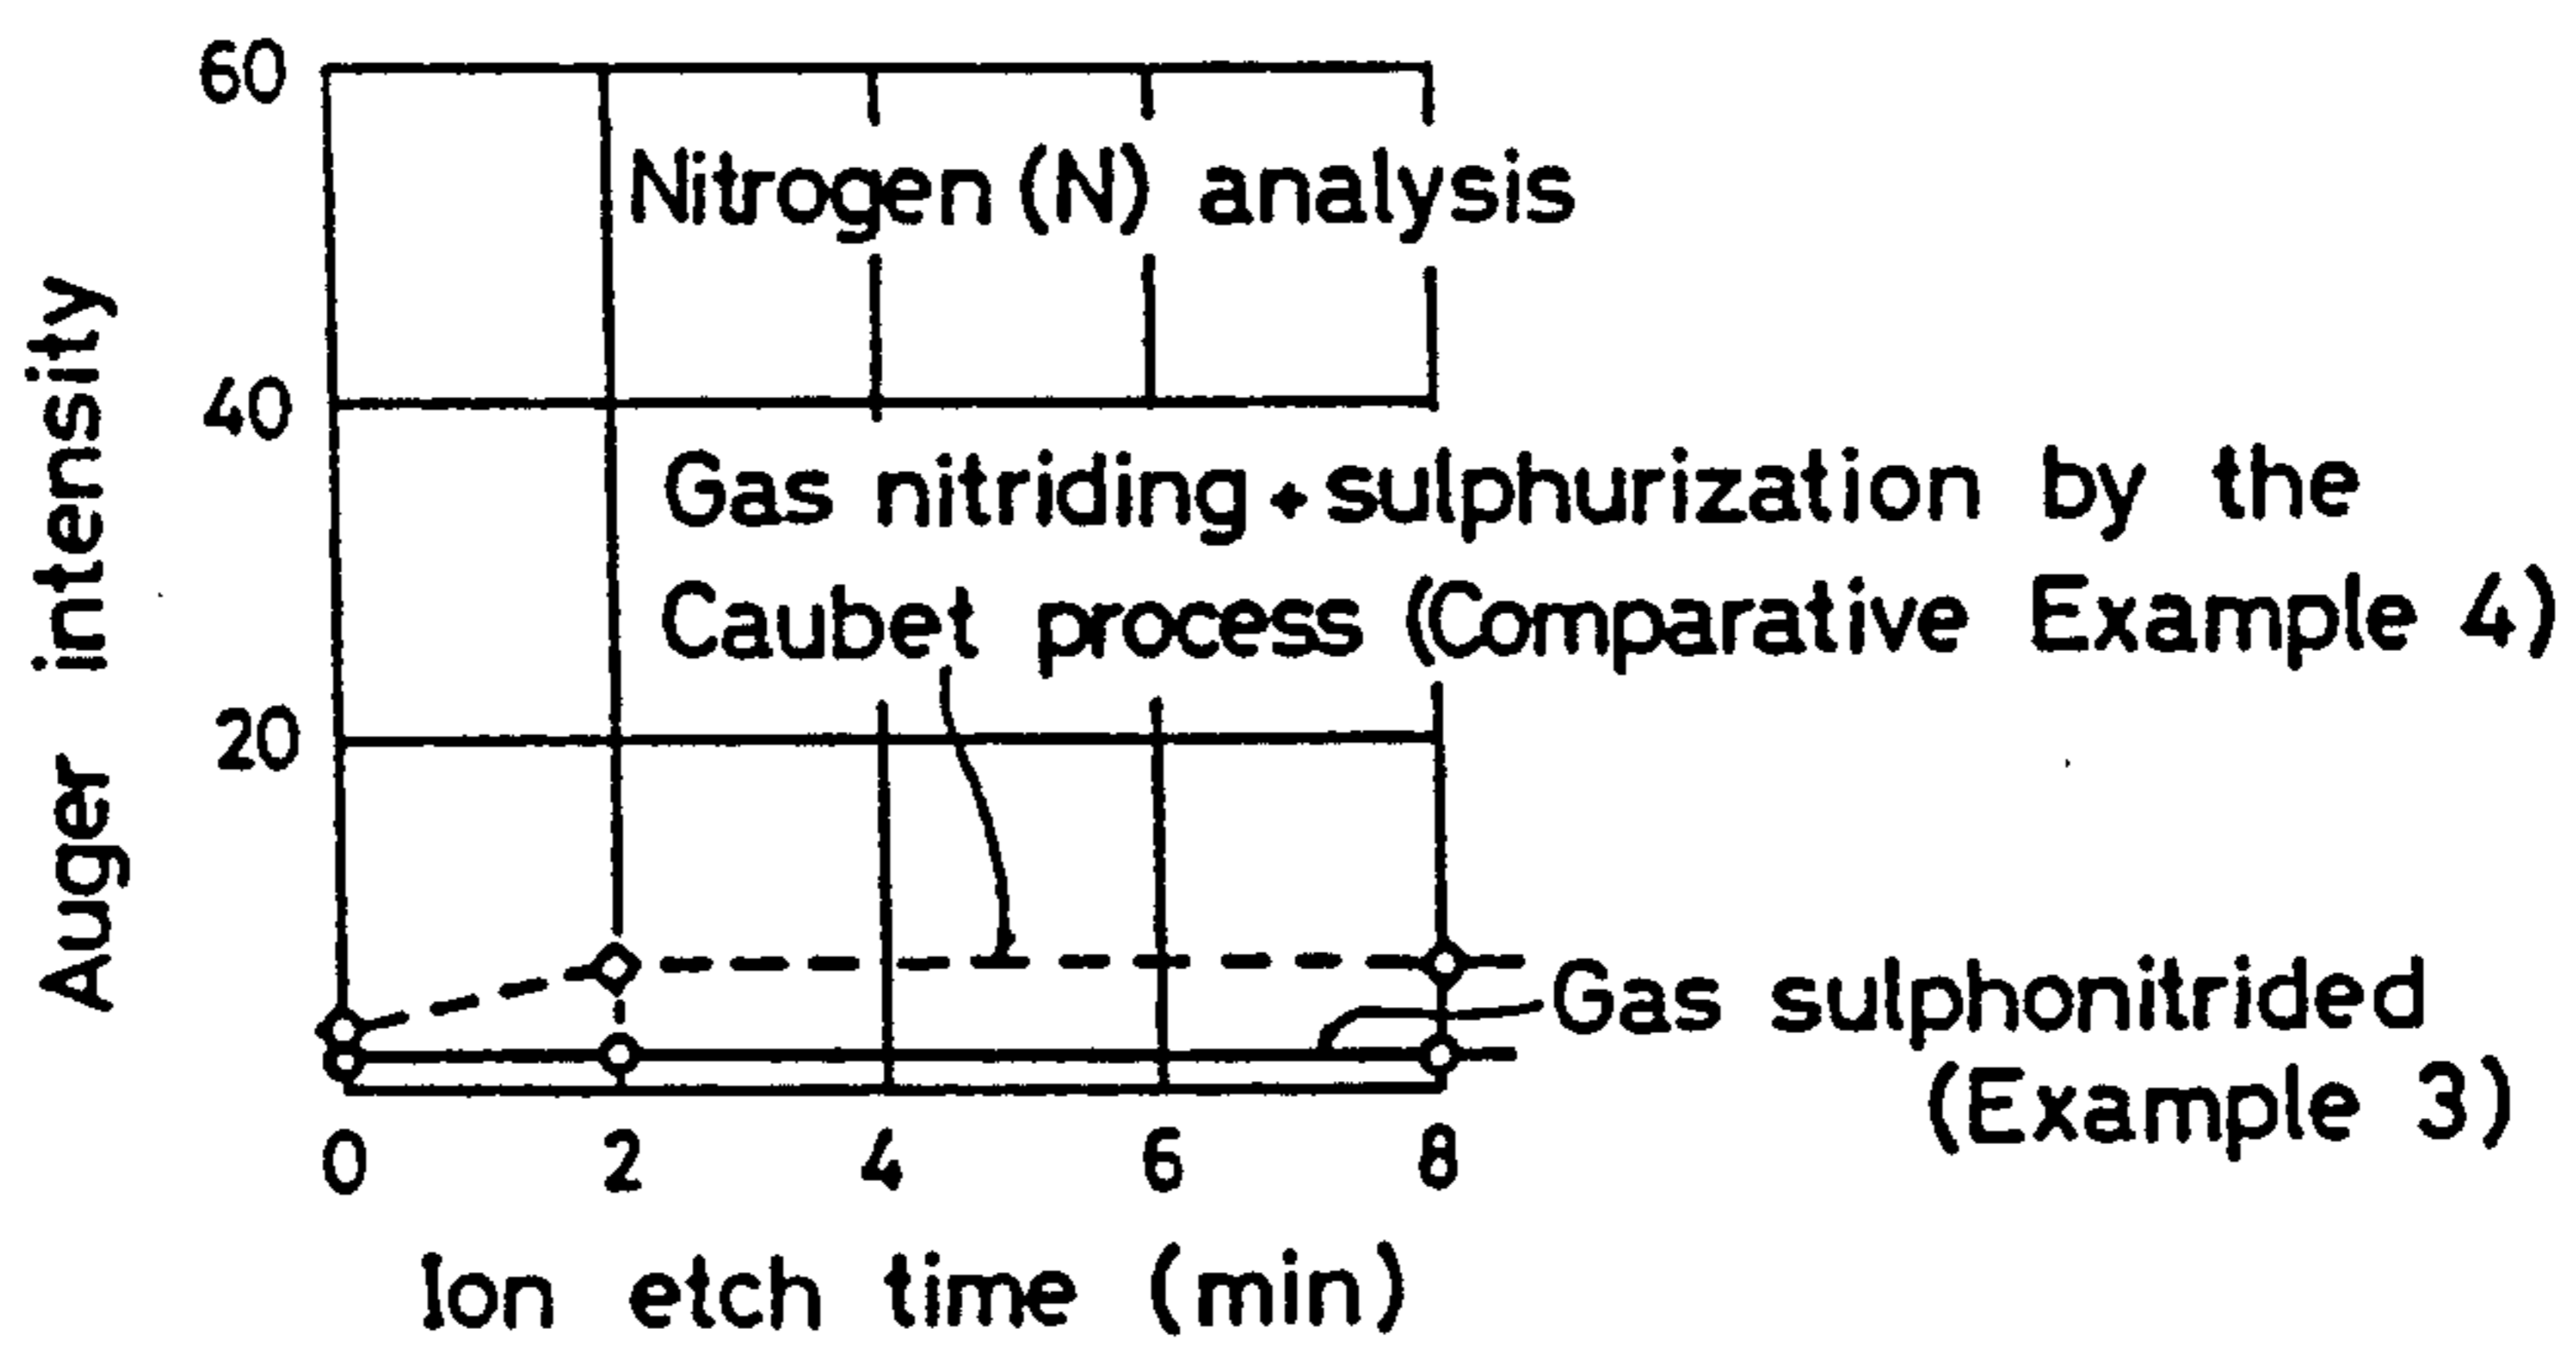 60
Nitrogen (N) analysis
40
Gas nitriding + sulphurization by the
Caubet process (Comparative Example 4)
20
Auger intensity
Gas sulphonitrided
(Example 3)
0 2 4 6 8
Ion etch time (min)